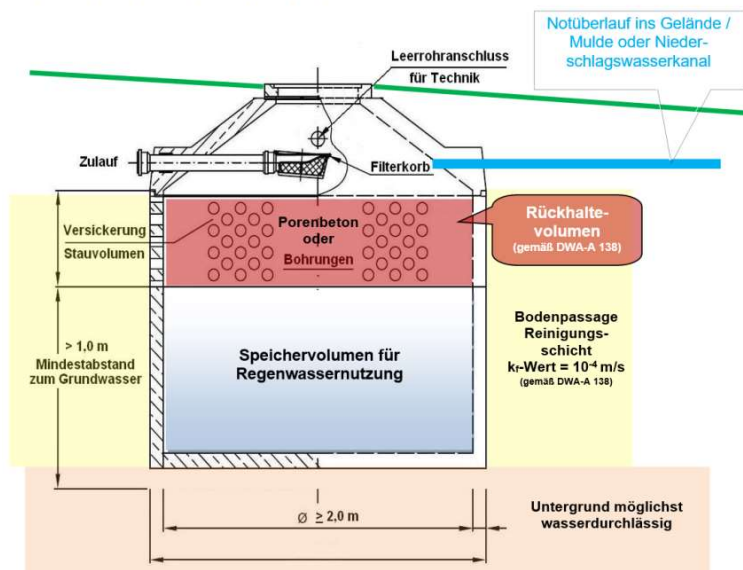 Notüberlauf ins Gelände /
Mulde oder Nieder-
schlagswasserkanal
Leerrohranschluss
für Technik
Zulauf
Filterkorb
Versickerung
Stauvolumen
Porenbeton
oder
Bohrungen
Rückhalte-
volumen
(gemäß DWA-A 138)
> 1,0 m
Mindestabstand
zum Grundwasser
Speichervolumen für
Regenwassernutzung
Bodenpassage
Reinigungs-
schicht
kf-Wert = 10⁻⁴ m/s
(gemäß DWA-A 138)
Ø ≥ 2,0 m
Untergrund möglichst
wasserdurchlässig